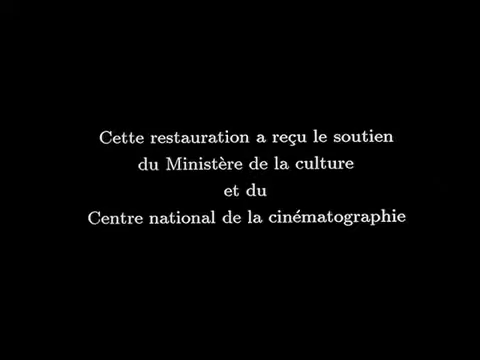 Cette restauration a reçu le soutien
du Ministère de la culture
et du
Centre national de la cinématographie